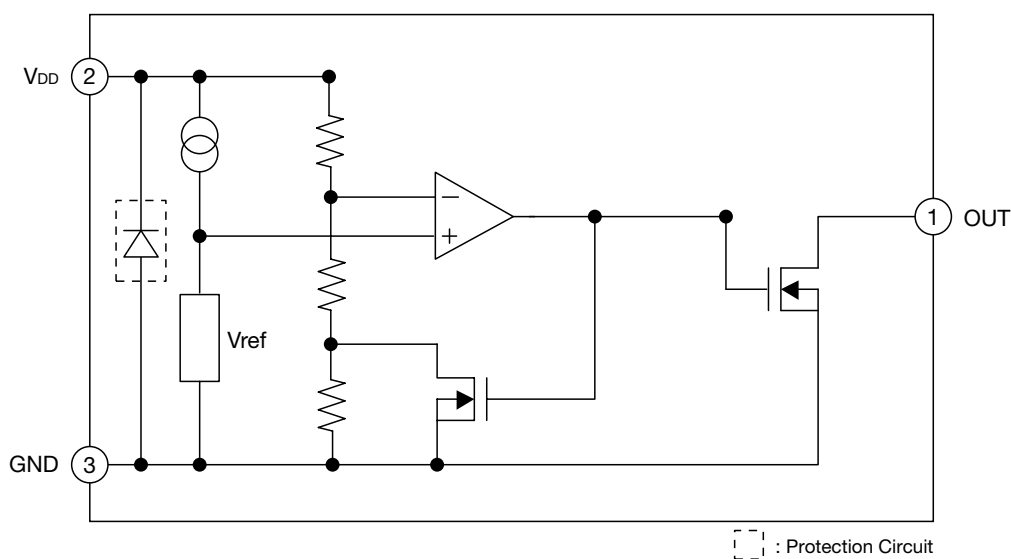 VDD 2
1 OUT
− +
Vref
GND 3
: Protection Circuit